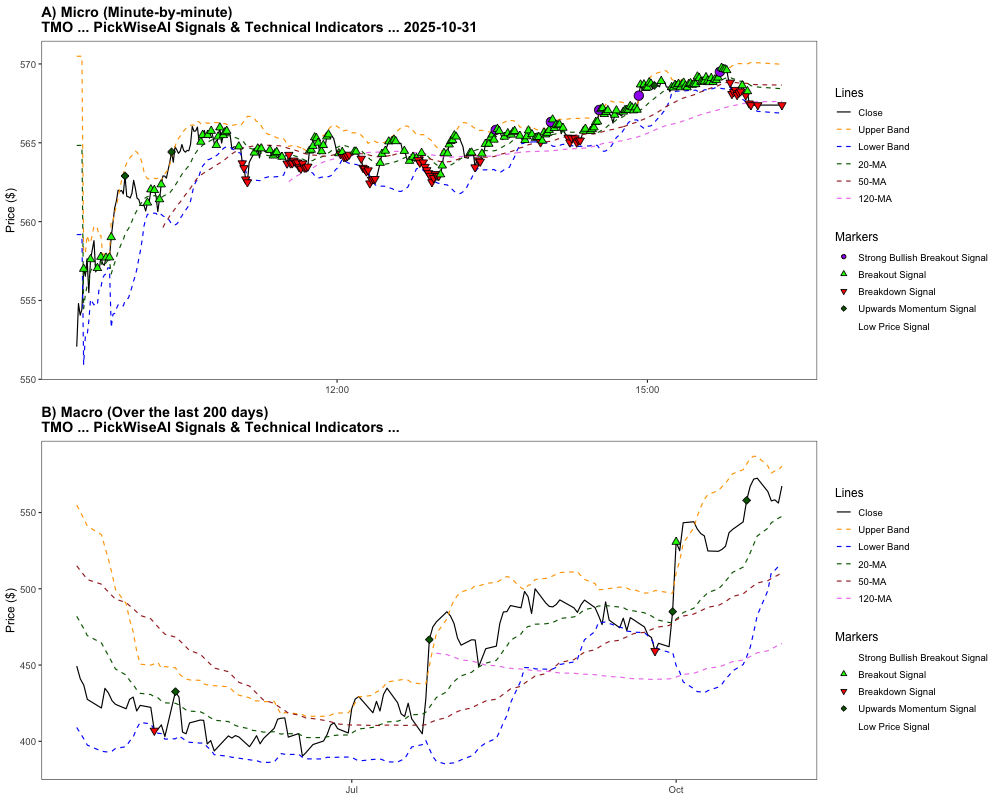 A) Micro (Minute-by-minute)
TMO ... PickWiseAI Signals & Technical Indicators ... 2025-10-31
Price ($)
570
565
560
555
550
12:00
15:00
Lines
Close
Upper Band
Lower Band
20-MA
50-MA
120-MA
Markers
Strong Bullish Breakout Signal
Breakout Signal
Breakdown Signal
Upwards Momentum Signal
Low Price Signal
B) Macro (Over the last 200 days)
TMO ... PickWiseAI Signals & Technical Indicators ...
Price ($)
550
500
450
400
Jul
Oct
Lines
Close
Upper Band
Lower Band
20-MA
50-MA
120-MA
Markers
Strong Bullish Breakout Signal
Breakout Signal
Breakdown Signal
Upwards Momentum Signal
Low Price Signal